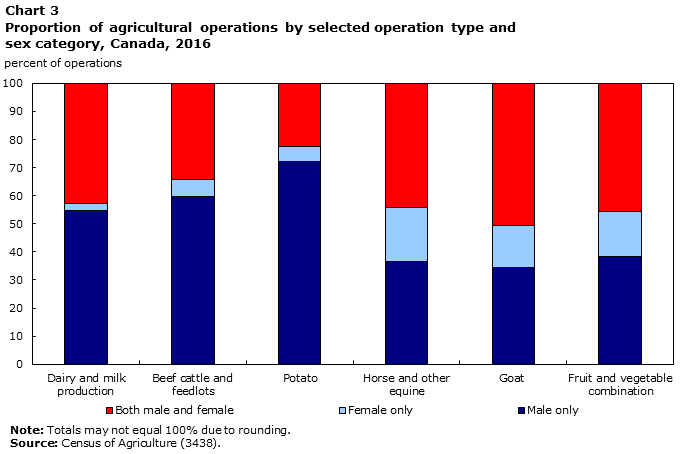 Chart 3
Proportion of agricultural operations by selected operation type and
sex category, Canada, 2016
percent of operations
100
90
80
70
60
50
40
30
20
10
0
Dairy and milk
production
Beef cattle and
feedlots
Potato
Horse and other
equine
Goat
Fruit and vegetable
combination
Both male and female
Female only
Male only
Note: Totals may not equal 100% due to rounding.
Source: Census of Agriculture (3438).